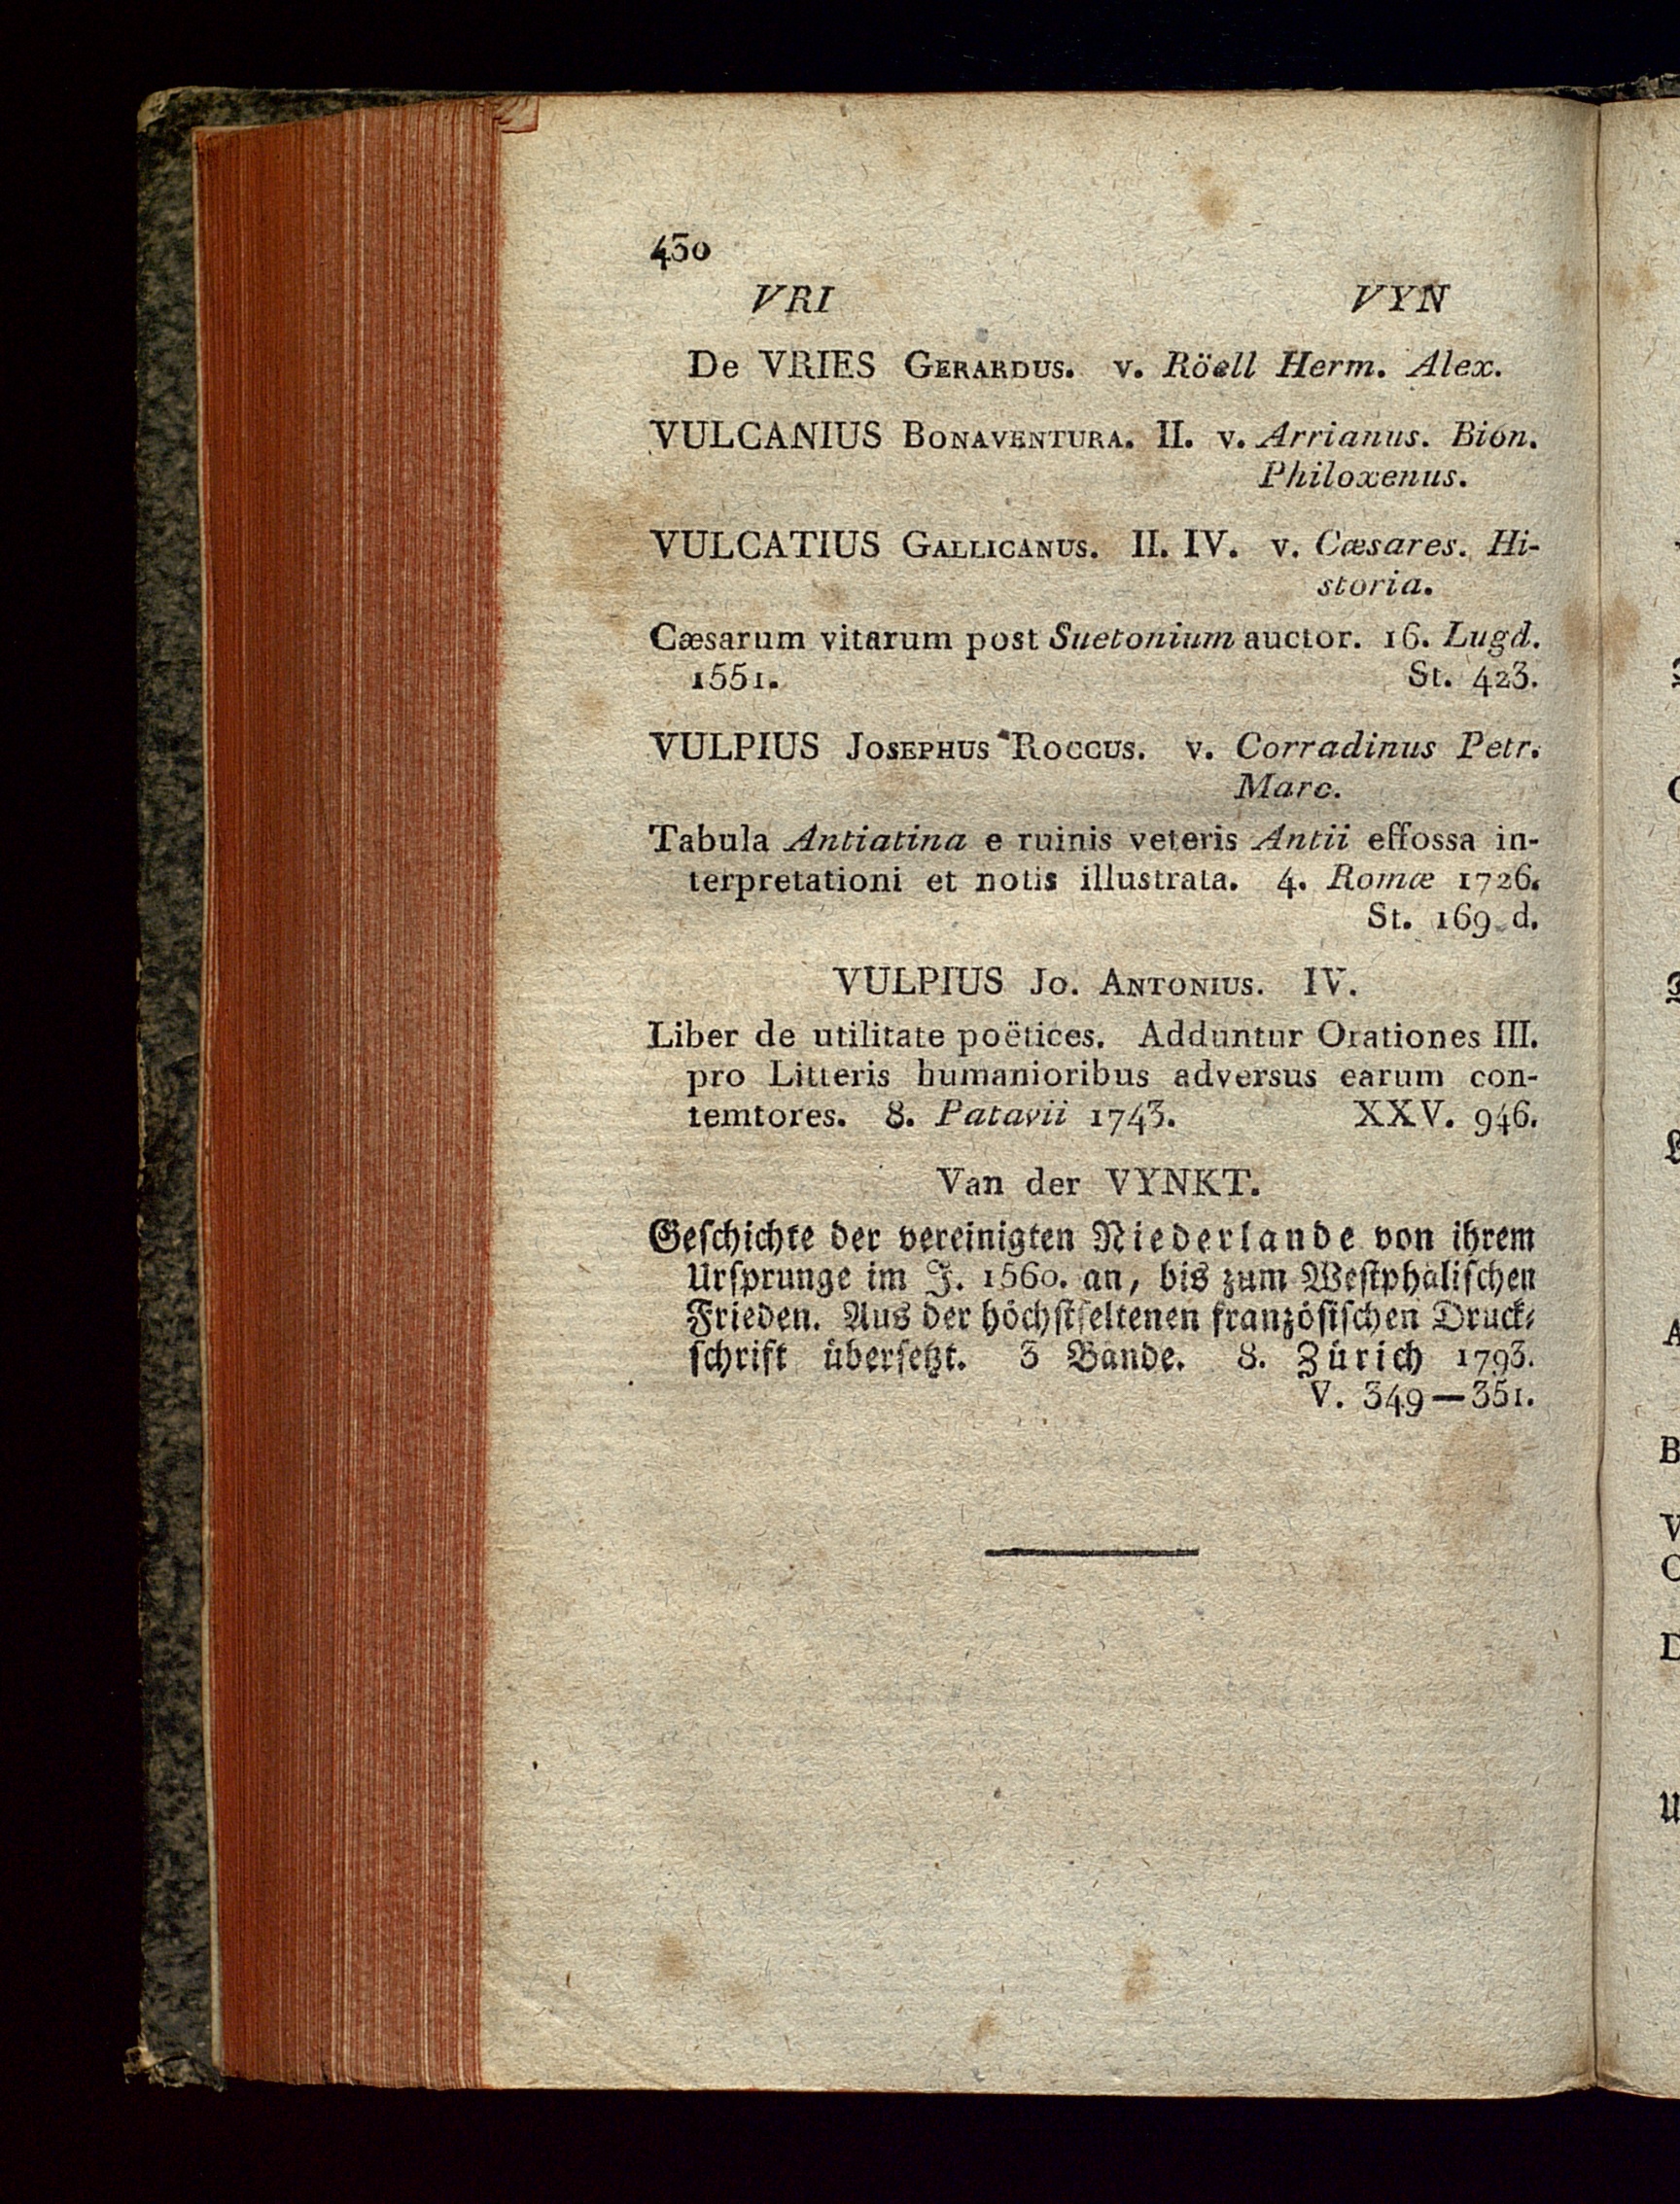 430
VRI VYN
De VRIES GERARDUS. v. Röell Herm. Alex.
VULCANIUS BONAVENTURA. II. v. Arrianus. Bion.
Philoxenus.
VULCATIUS GALLICANUS. II. IV. v. Cæsares. Hi-
storia.
Cæsarum vitarum post Suetonium auctor. 16. Lugd.
1551. St. 423.
VULPIUS JOSEPHUS ROCCUS. v. Corradinus Petr.
Marc.
Tabula Antiatina e ruinis veteris Antii effossa in-
terpretationi et notis illustrata. 4. Romæ 1726.
St. 169 d.
VULPIUS JO. ANTONIUS. IV.
Liber de utilitate poëtices. Adduntur Orationes III.
pro Litteris humanioribus adversus earum con-
temtores. 8. Patavii 1743. XXV. 946.
Van der VYNKT.
Geschichte der vereinigten Niederlande von ihrem
Ursprunge im J. 1560. an, bis zum Westphälischen
Frieden. Aus der höchstseltenen französischen Druck-
schrift übersetzt. 3 Bände. 8. Zürich 1793.
V. 349—351.